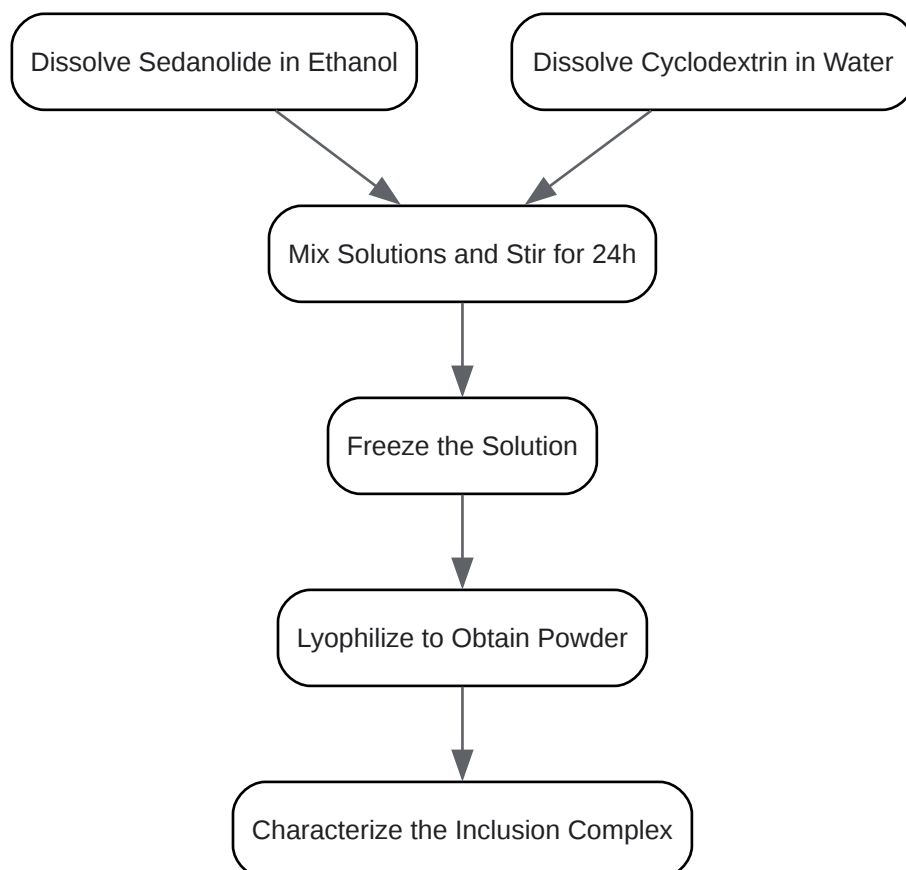 Dissolve Sedanolide in Ethanol
Dissolve Cyclodextrin in Water
Mix Solutions and Stir for 24h
Freeze the Solution
Lyophilize to Obtain Powder
Characterize the Inclusion Complex